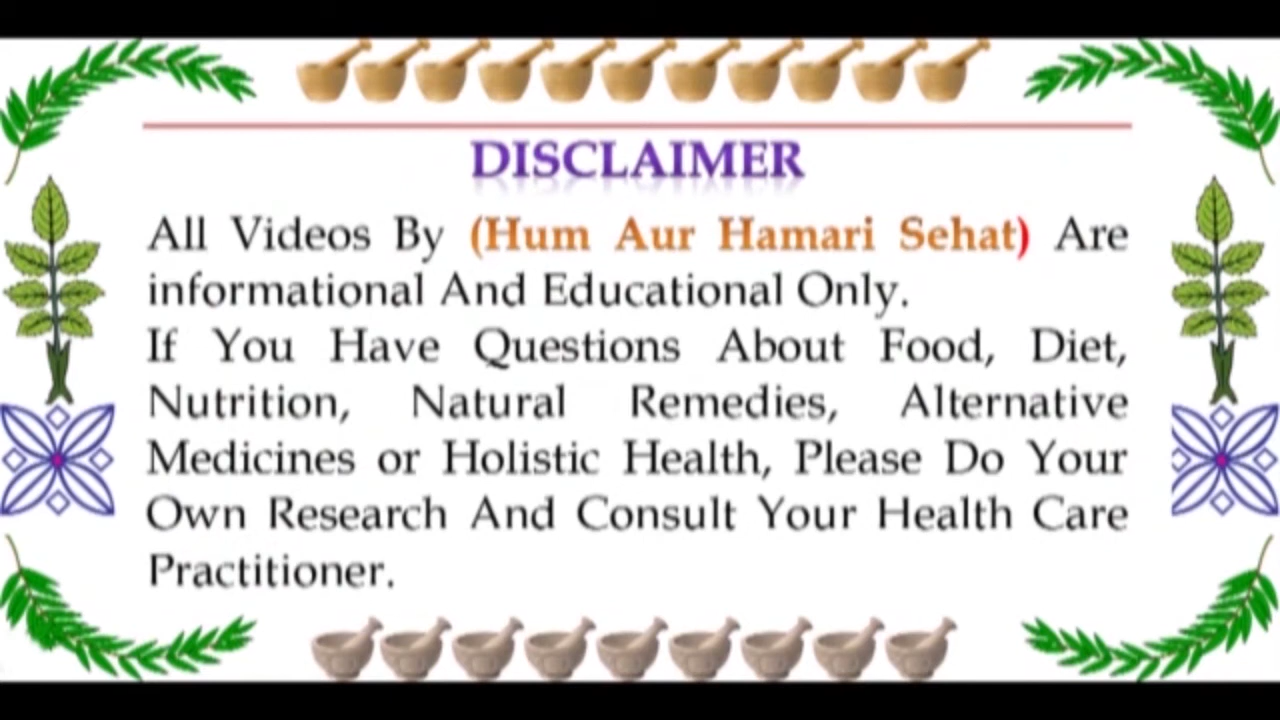 DISCLAIMER
All Videos By (Hum Aur Hamari Sehat) Are
informational And Educational Only.
If You Have Questions About Food, Diet,
Nutrition, Natural Remedies, Alternative
Medicines or Holistic Health, Please Do Your
Own Research And Consult Your Health Care
Practitioner.